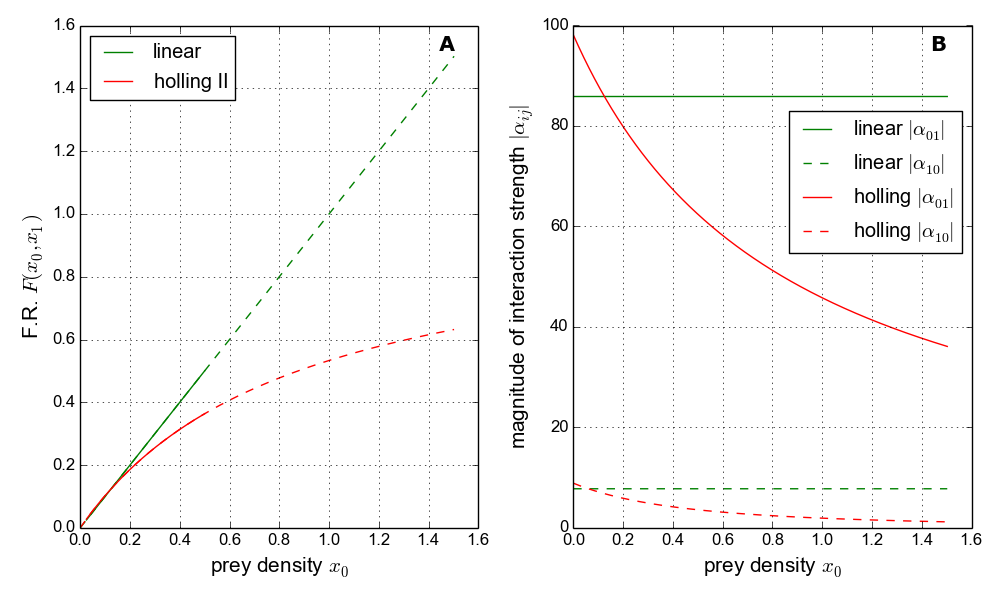 A
linear
holling II
1.6
1.4
1.2
1.0
0.8
0.6
0.4
0.2
0.0
0.0 0.2 0.4 0.6 0.8 1.0 1.2 1.4 1.6
F.R. F(x₀,x₁)
prey density x₀
B
100
80
60
40
20
0
linear |α₀₁|
linear |α₁₀|
holling |α₀₁|
holling |α₁₀|
0.0 0.2 0.4 0.6 0.8 1.0 1.2 1.4 1.6
magnitude of interaction strength |αᵢⱼ|
prey density x₀